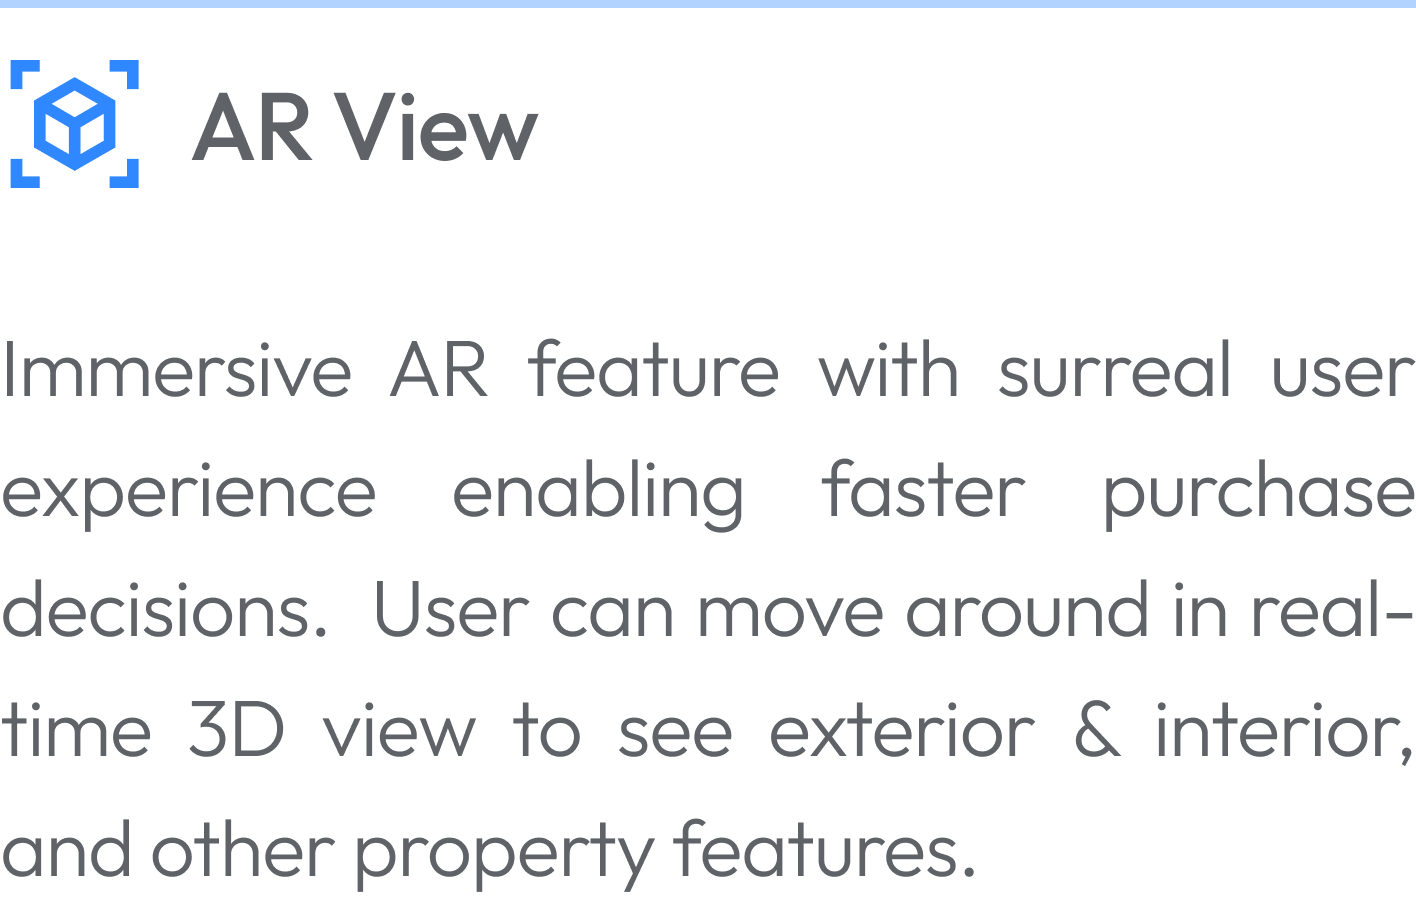 AR View
Immersive AR feature with surreal user
experience enabling faster purchase
decisions. User can move around in real-
time 3D view to see exterior & interior,
and other property features.